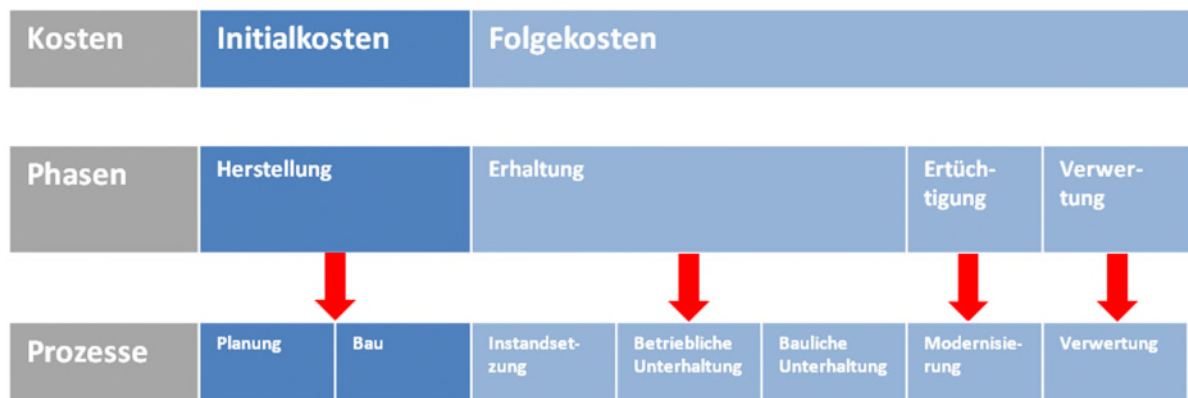 Kosten
Initialkosten
Folgekosten
Phasen
Herstellung
Erhaltung
Ertüch-
tigung
Verwer-
tung
Prozesse
Planung
Bau
Instandset-
zung
Betriebliche
Unterhaltung
Bauliche
Unterhaltung
Modernisie-
rung
Verwertung